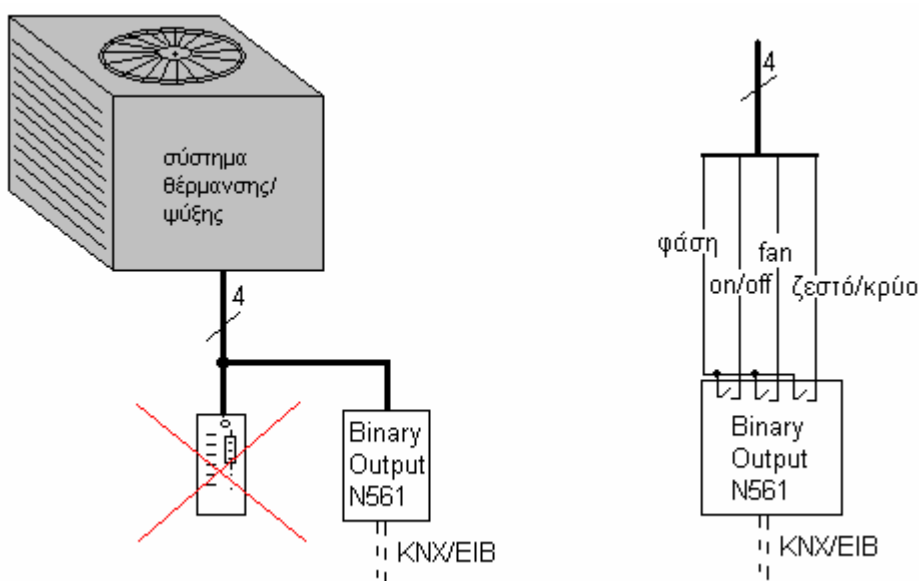 σύστημα
θέρμανσης/
ψύξης
4
Binary
Output
N561
KNX/EIB
4
φάση
fan
on/off
ζεστό/κρύο
Binary
Output
N561
KNX/EIB